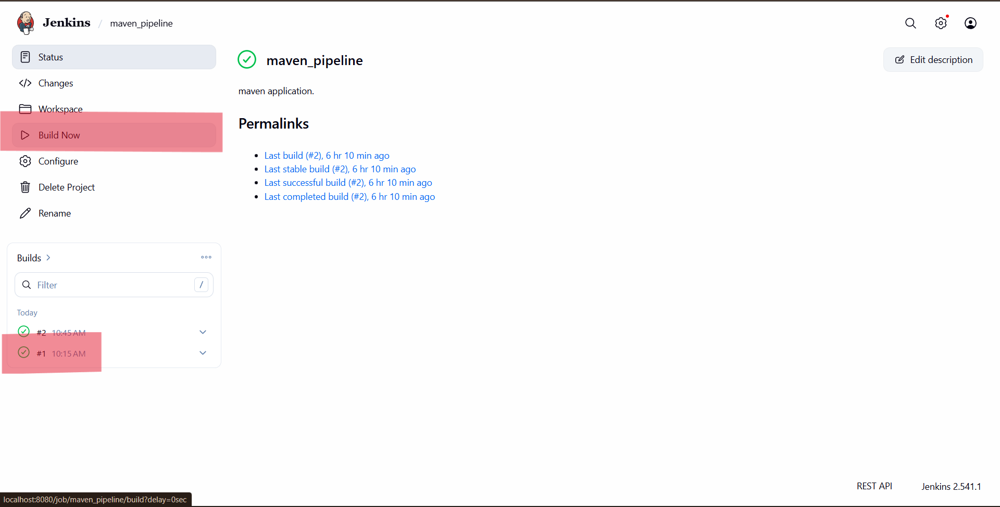 Jenkins / maven_pipeline
Status
Changes
Workspace
Build Now
Configure
Delete Project
Rename
Builds
Filter /
Today
#2 10:45 AM
#1 10:15 AM
maven_pipeline
Edit description
maven application.
Permalinks
Last build (#2), 6 hr 10 min ago
Last stable build (#2), 6 hr 10 min ago
Last successful build (#2), 6 hr 10 min ago
Last completed build (#2), 6 hr 10 min ago
REST API Jenkins 2.541.1
localhost:8080/job/maven_pipeline/build?delay=0sec